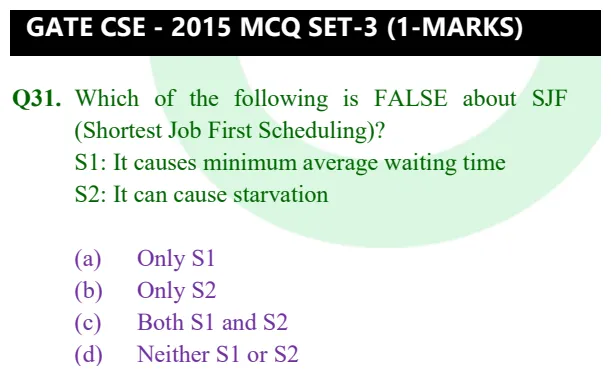 GATE CSE - 2015 MCQ SET-3 (1-MARKS)
Q31. Which of the following is FALSE about SJF
(Shortest Job First Scheduling)?
S1: It causes minimum average waiting time
S2: It can cause starvation
(a) Only S1
(b) Only S2
(c) Both S1 and S2
(d) Neither S1 or S2